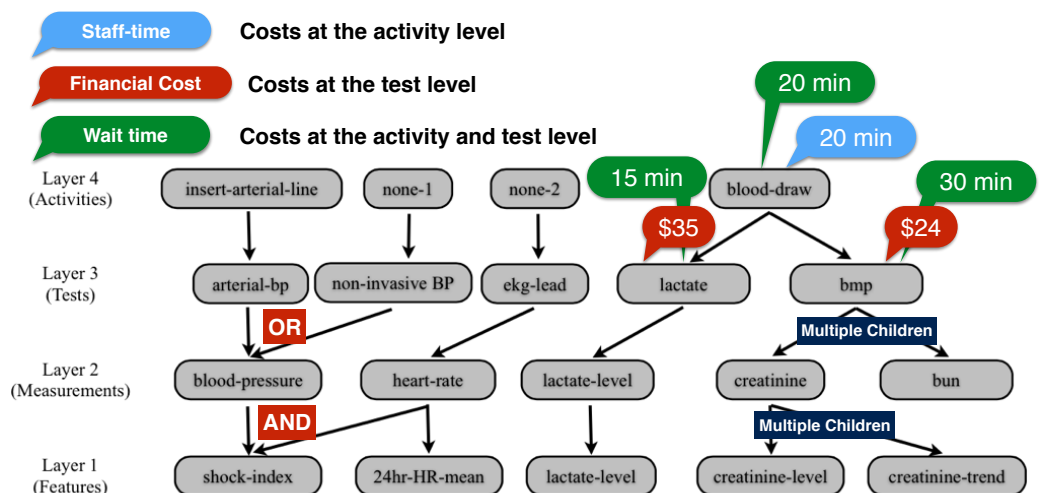 Staff-time Costs at the activity level
Financial Cost Costs at the test level
Wait time Costs at the activity and test level
20 min
20 min
Layer 4
(Activities)
insert-arterial-line none-1 none-2 15 min blood-draw 30 min
$35 $24
Layer 3
(Tests)
arterial-bp non-invasive BP ekg-lead lactate bmp
OR Multiple Children
Layer 2
(Measurements)
blood-pressure heart-rate lactate-level creatinine bun
AND Multiple Children
Layer 1
(Features)
shock-index 24hr-HR-mean lactate-level creatinine-level creatinine-trend